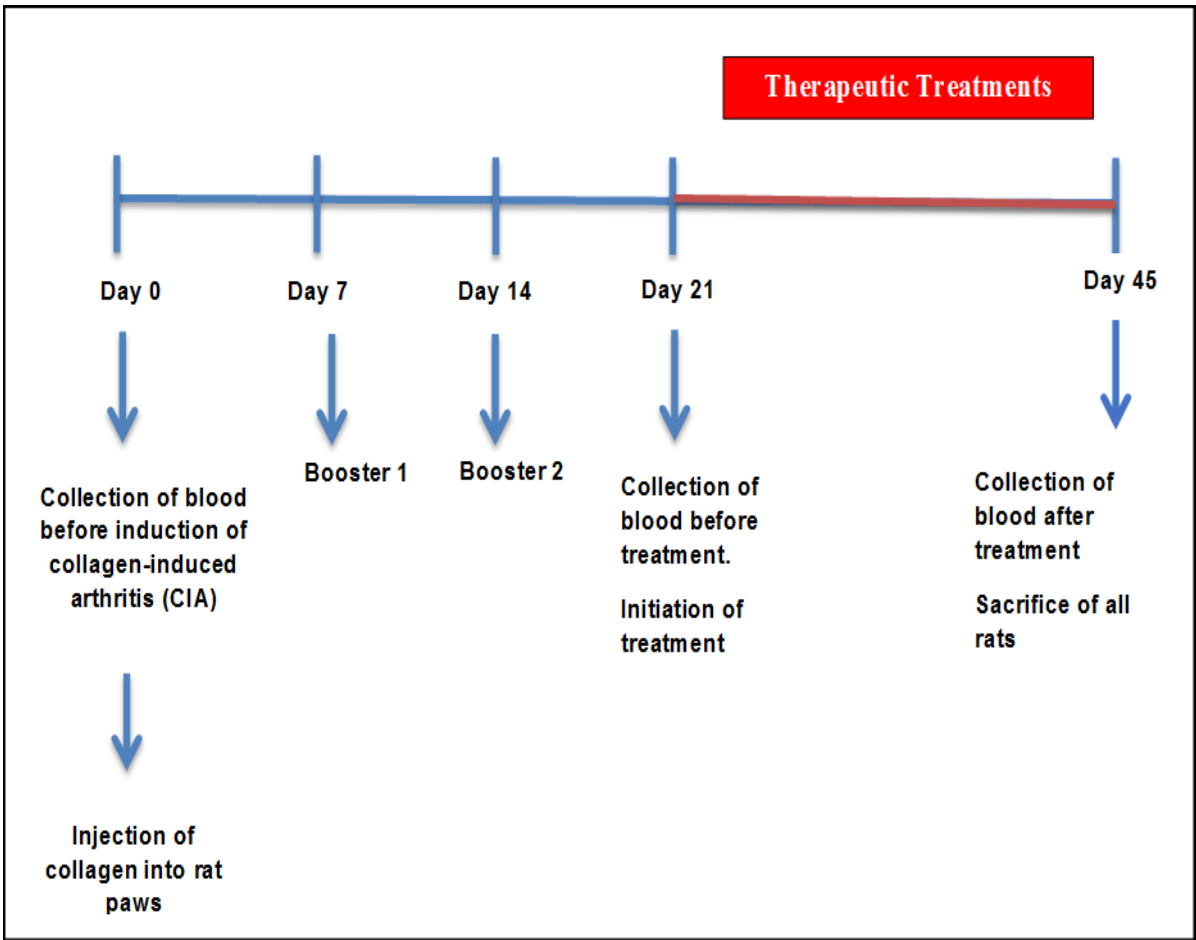 Therapeutic Treatments
Day 0
Day 7
Day 14
Day 21
Day 45
Collection of blood
before induction of
collagen-induced
arthritis (CIA)
Booster 1
Booster 2
Collection of
blood before
treatment.
Initiation of
treatment
Collection of
blood after
treatment
Sacrifice of all
rats
Injection of
collagen into rat
paws